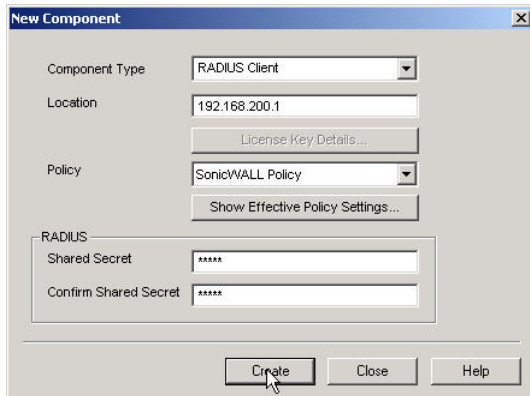 New Component
Component Type RADIUS Client
Location 192.168.200.1
License Key Details...
Policy SonicWALL Policy
Show Effective Policy Settings...
RADIUS
Shared Secret *****
Confirm Shared Secret *****
Create Close Help